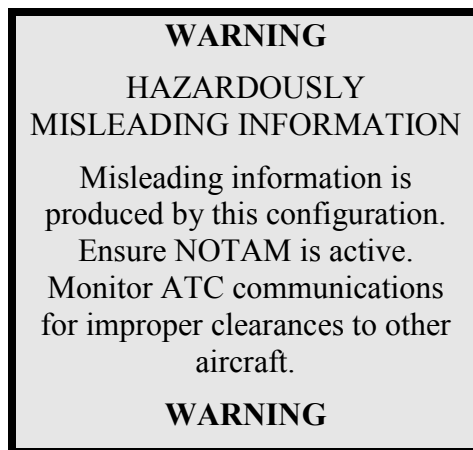 WARNING
HAZARDOUSLY
MISLEADING INFORMATION
Misleading information is
produced by this configuration.
Ensure NOTAM is active.
Monitor ATC communications
for improper clearances to other
aircraft.
WARNING